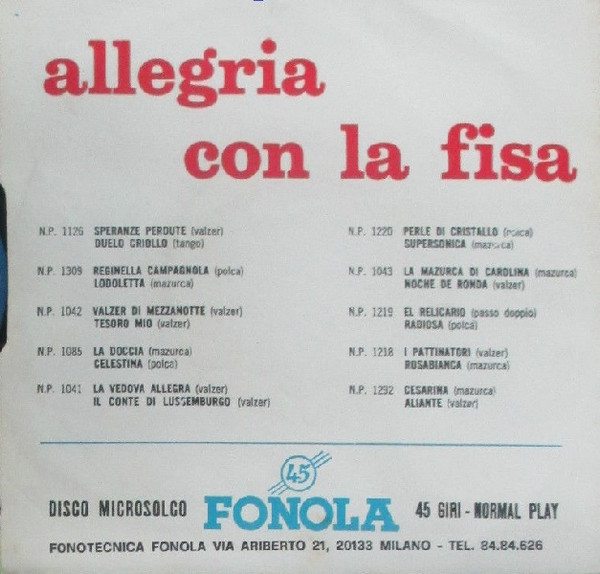 allegria
con la fisa
N.P. 1126 SPERANZE PERDUTE (valzer)
DUELO CRIOLLO (tango)
N.P. 1309 REGINELLA CAMPAGNOLA (polca)
LODOLETTA (mazurca)
N.P. 1042 VALZER DI MEZZANOTTE (valzer)
TESORO MIO (valzer)
N.P. 1085 LA DOCCIA (mazurca)
CELESTINA (polca)
N.P. 1041 LA VEDOVA ALLEGRA (valzer)
IL CONTE DI LUSSEMBURGO (valzer)
N.P. 1220 PERLE DI CRISTALLO (polca)
SUPERSONICA (mazurca)
N.P. 1043 LA MAZURCA DI CAROLINA (mazurca)
NOCHE DE RONDA (valzer)
N.P. 1219 EL RELICARIO (passo doppio)
RADIOSA (polca)
N.P. 1218 I PATTINATORI (valzer)
ROSABIANCA (mazurca)
N.P. 1292 CESARINA (mazurca)
ALIANTE (valzer)
45
DISCO MICROSOLCO FONOLA 45 GIRI - NORMAL PLAY
FONOTECNICA FONOLA VIA ARIBERTO 21, 20133 MILANO - TEL. 84.84.626